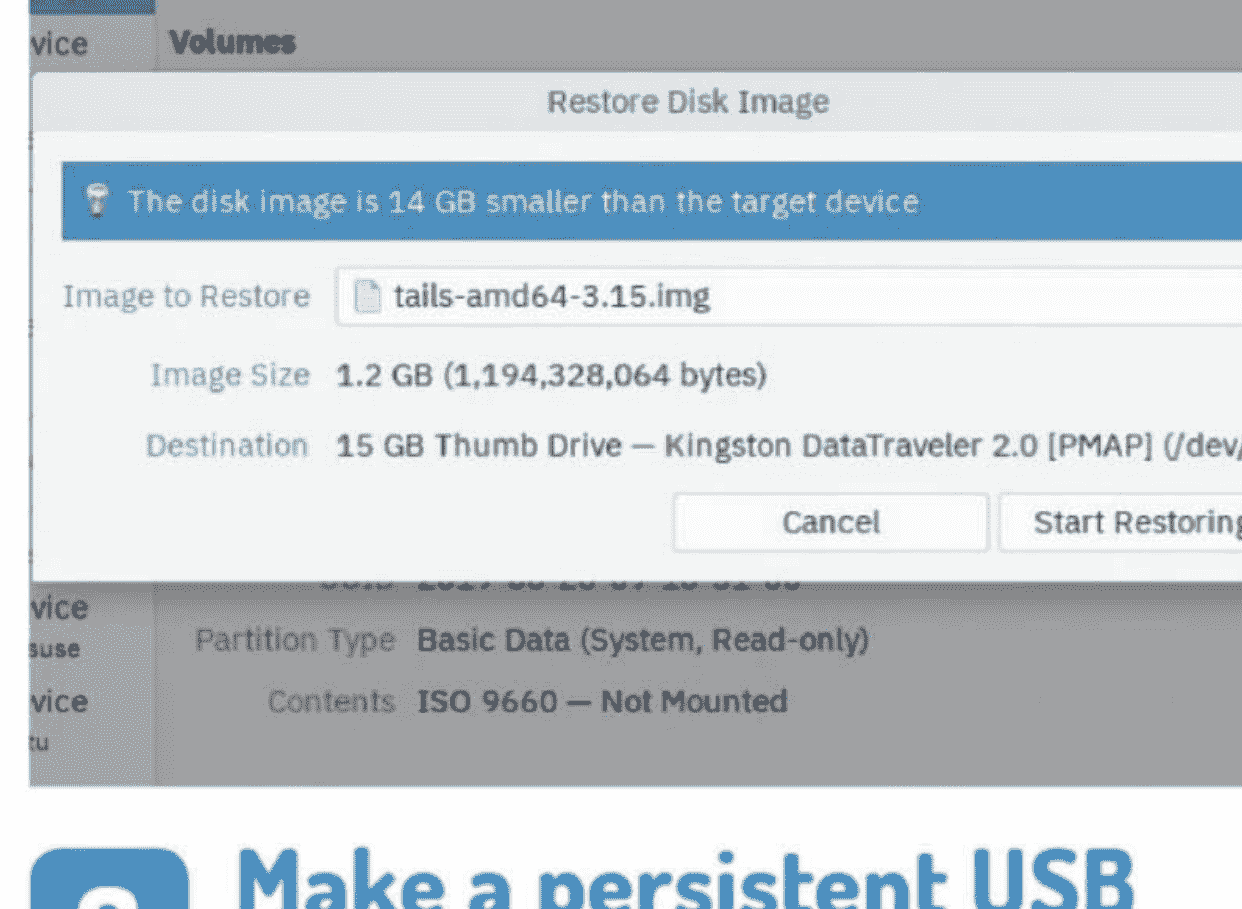 vice
Volumes
Restore Disk Image
The disk image is 14 GB smaller than the target device
Image to Restore tails-amd64-3.15.img
Image Size 1.2 GB (1,194,328,064 bytes)
Destination 15 GB Thumb Drive — Kingston DataTraveler 2.0 [PMAP] (/dev/
Cancel Start Restoring
vice
suse
Partition Type Basic Data (System, Read-only)
vice
Contents ISO 9660 — Not Mounted
tu
Make a persistent USB